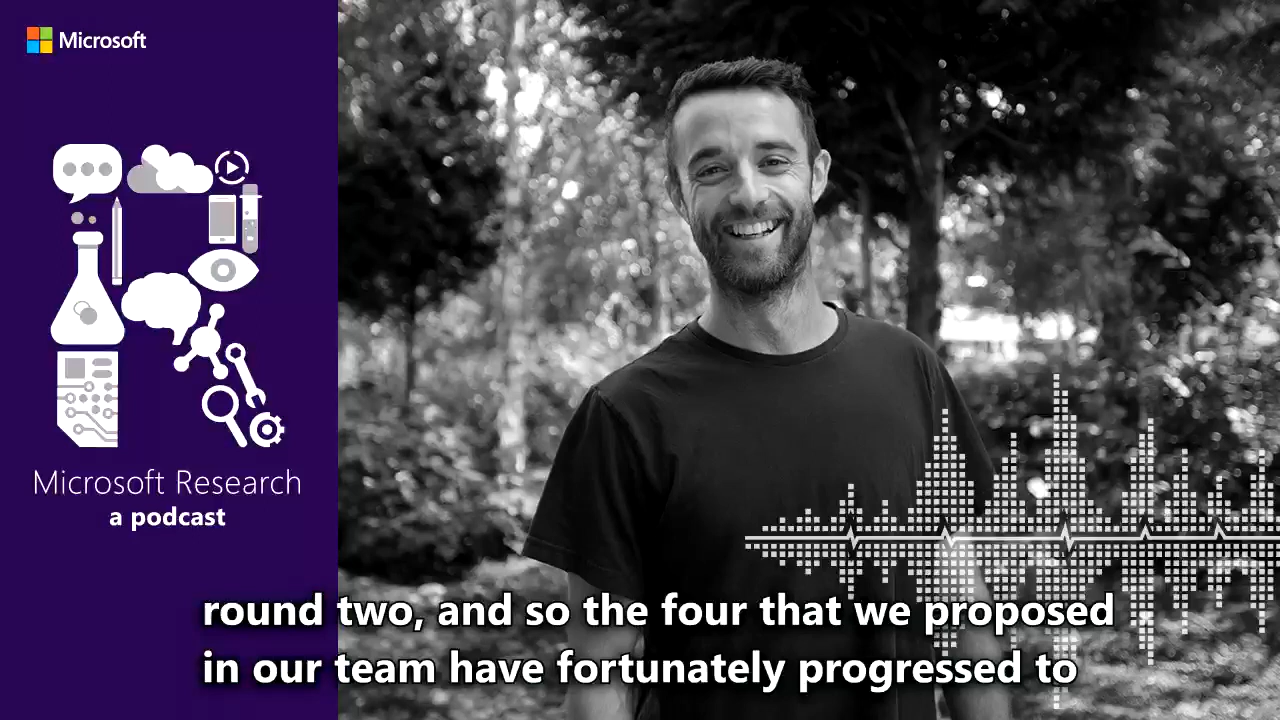 Microsoft
Microsoft Research
a podcast
round two, and so the four that we proposed
in our team have fortunately progressed to